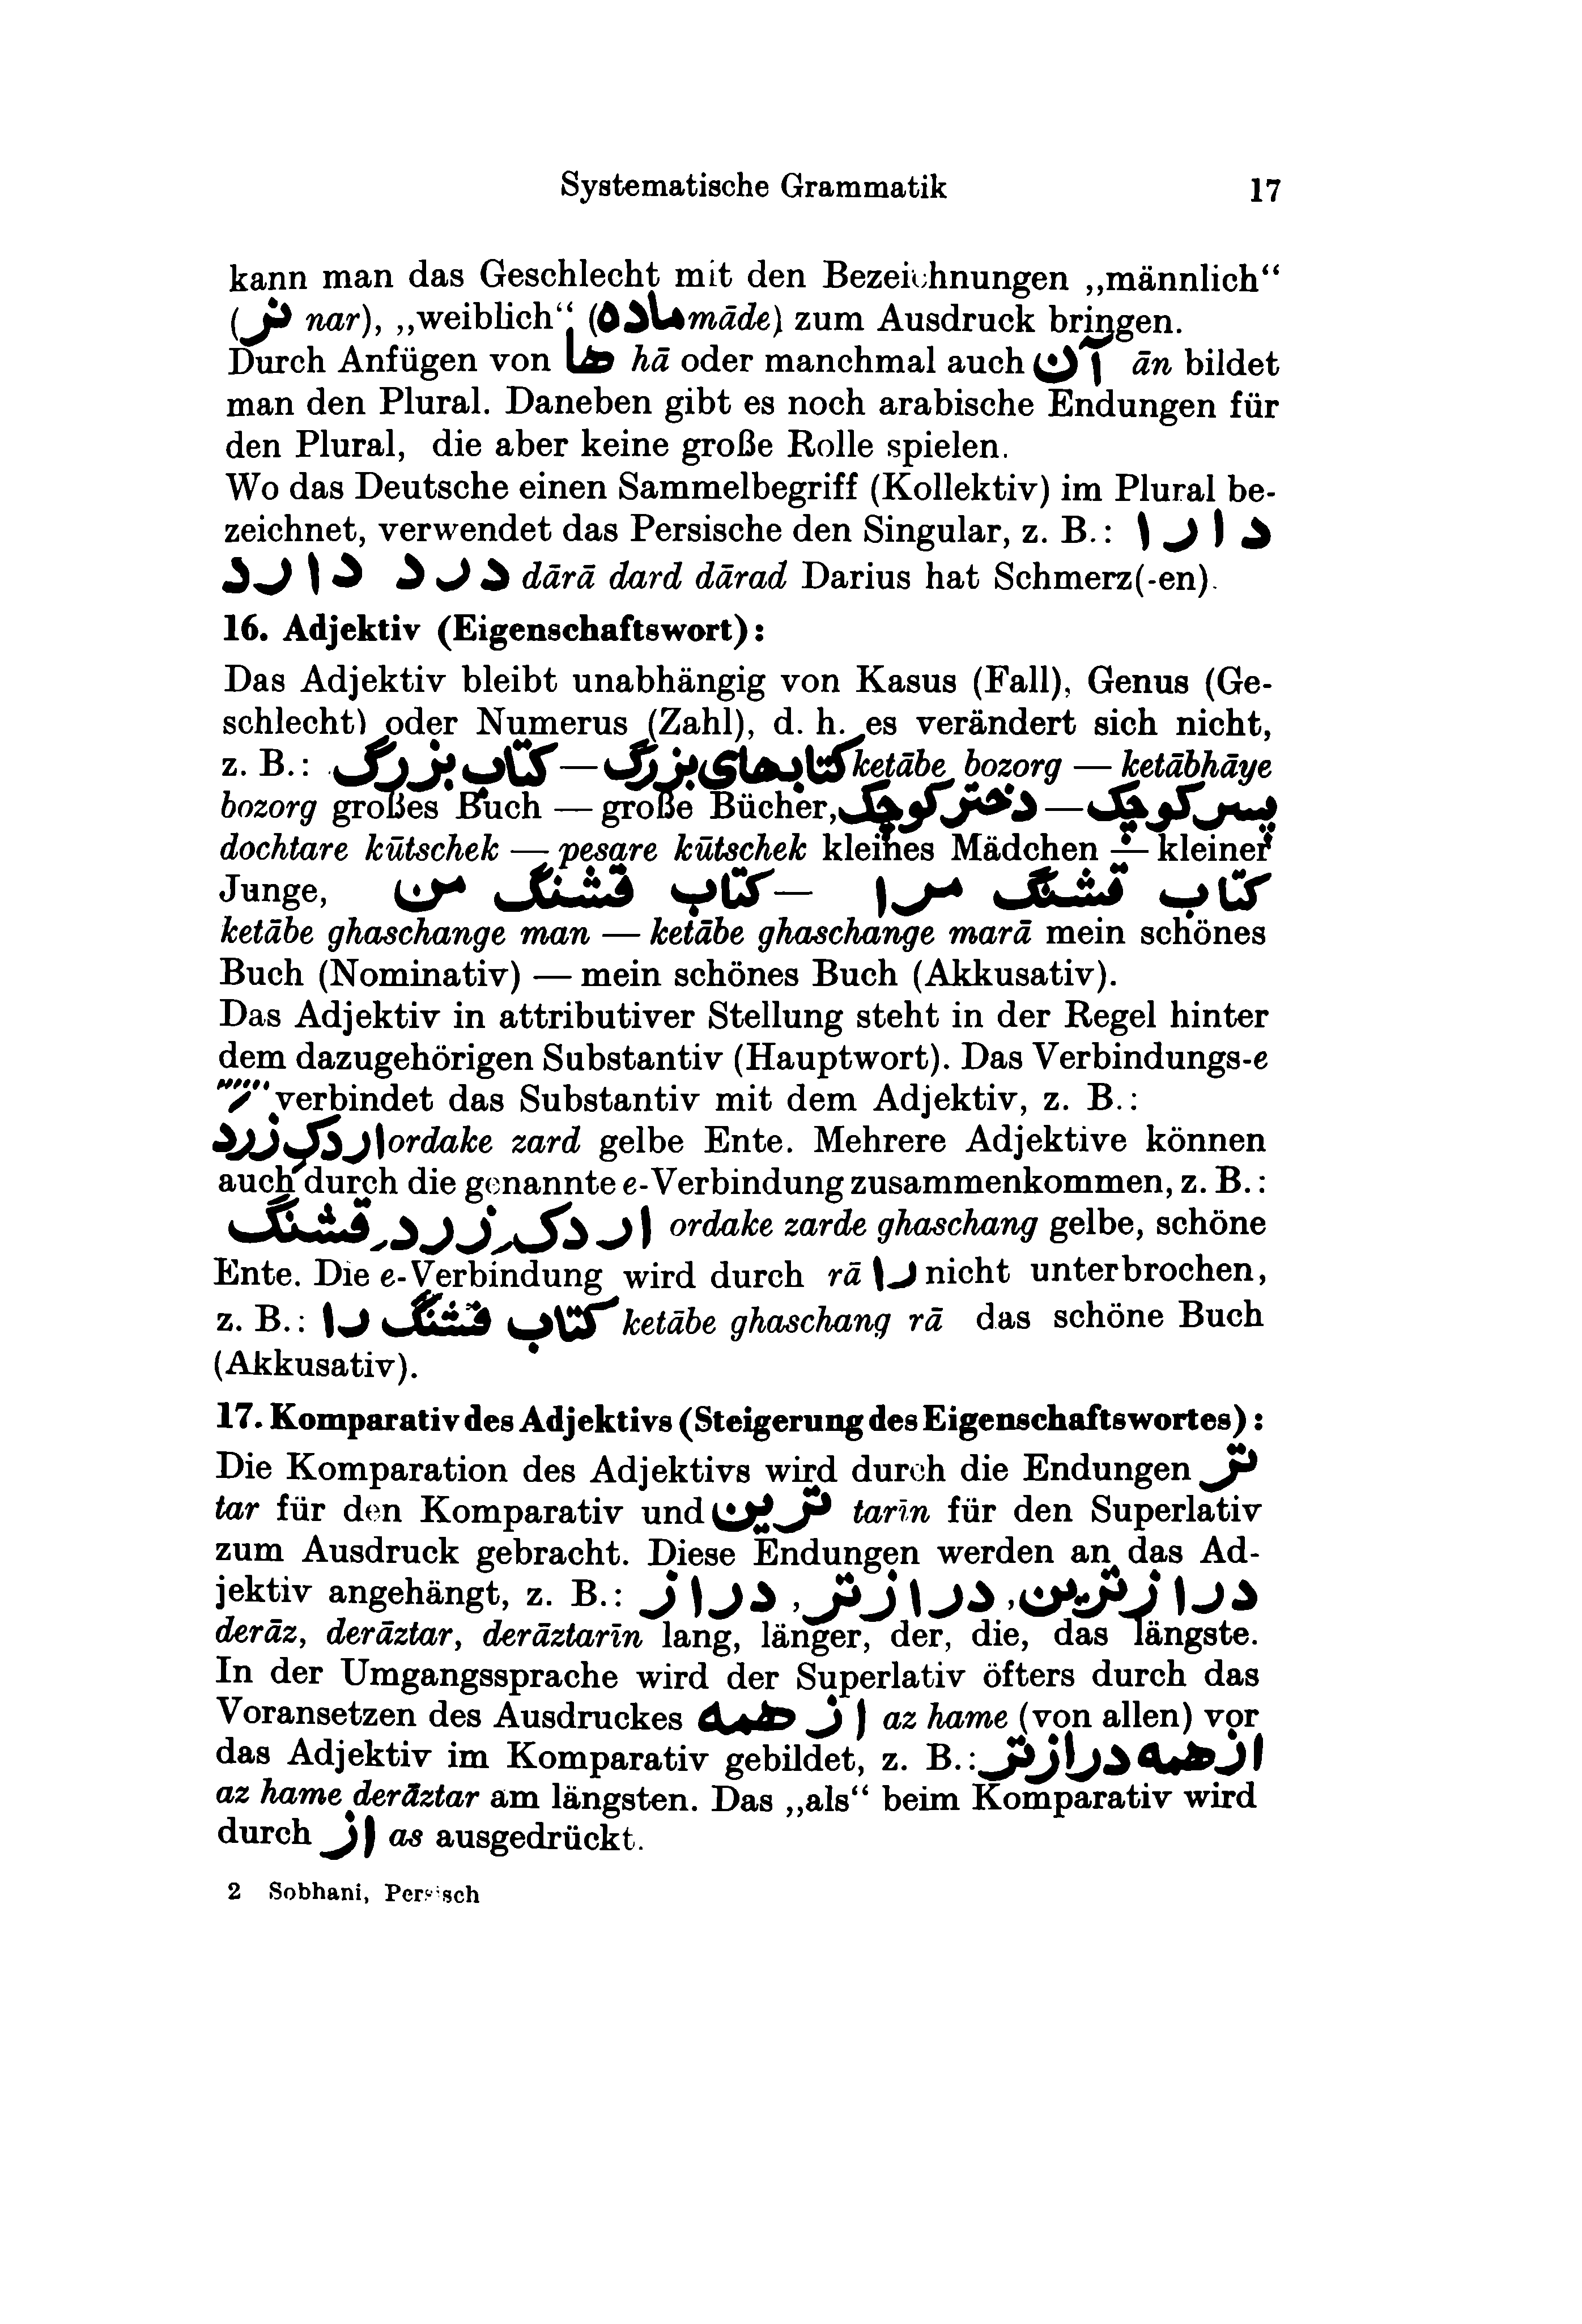 Systematische Grammatik 17
kann man das Geschlecht mit den Bezeichnungen „männlich“
(نر nar), „weiblich“ (ماده māde) zum Ausdruck bringen.
Durch Anfügen von ها hā oder manchmal auch آن ān bildet
man den Plural. Daneben gibt es noch arabische Endungen für
den Plural, die aber keine große Rolle spielen.
Wo das Deutsche einen Sammelbegriff (Kollektiv) im Plural be-
zeichnet, verwendet das Persische den Singular, z. B.: دارا
درد دارد dārā dard dārad Darius hat Schmerz(-en).
16. Adjektiv (Eigenschaftswort):
Das Adjektiv bleibt unabhängig von Kasus (Fall), Genus (Ge-
schlecht) oder Numerus (Zahl), d. h. es verändert sich nicht,
z. B.: کتاب بزرگ — کتابهای بزرگ ketābe bozorg — ketābhāye
bozorg großes Buch — große Bücher, دختر کوچک — پسر کوچک
dochtare kūtschek — pesare kūtschek kleines Mädchen — kleiner
Junge, کتاب قشنگ من — کتاب قشنگ مرا
ketābe ghaschange man — ketābe ghaschange marā mein schönes
Buch (Nominativ) — mein schönes Buch (Akkusativ).
Das Adjektiv in attributiver Stellung steht in der Regel hinter
dem dazugehörigen Substantiv (Hauptwort). Das Verbindungs-e
verbindet das Substantiv mit dem Adjektiv, z. B.:
اردکِ زرد ordake zard gelbe Ente. Mehrere Adjektive können
auch durch die genannte e-Verbindung zusammenkommen, z. B.:
اردکِ زردِ قشنگ ordake zarde ghaschang gelbe, schöne
Ente. Die e-Verbindung wird durch rā را nicht unterbrochen,
z. B.: کتاب قشنگ را ketābe ghaschang rā das schöne Buch
(Akkusativ).
17. Komparativ des Adjektivs (Steigerung des Eigenschaftswortes):
Die Komparation des Adjektivs wird durch die Endungen تر
tar für den Komparativ und ترین tarīn für den Superlativ
zum Ausdruck gebracht. Diese Endungen werden an das Ad-
jektiv angehängt, z. B.: دراز, درازتر, درازترین
derāz, derāztar, derāztarīn lang, länger, der, die, das längste.
In der Umgangssprache wird der Superlativ öfters durch das
Voransetzen des Ausdruckes از همه az hame (von allen) vor
das Adjektiv im Komparativ gebildet, z. B.: از همه درازتر
az hame derāztar am längsten. Das „als“ beim Komparativ wird
durch از as ausgedrückt.
2 Sobhani, Persisch